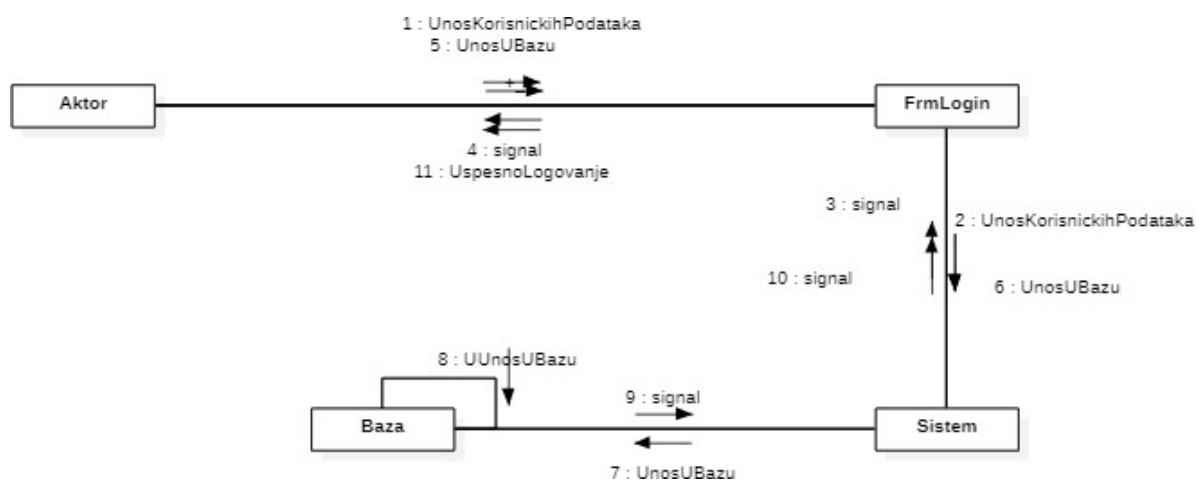 1 : UnosKorisnickihPodataka
5 : UnosUBazu
Aktor
FrmLogin
4 : signal
11 : UspesnoLogovanje
3 : signal
2 : UnosKorisnickihPodataka
10 : signal
6 : UnosUBazu
8 : UUnosUBazu
9 : signal
Baza
Sistem
7 : UnosUBazu